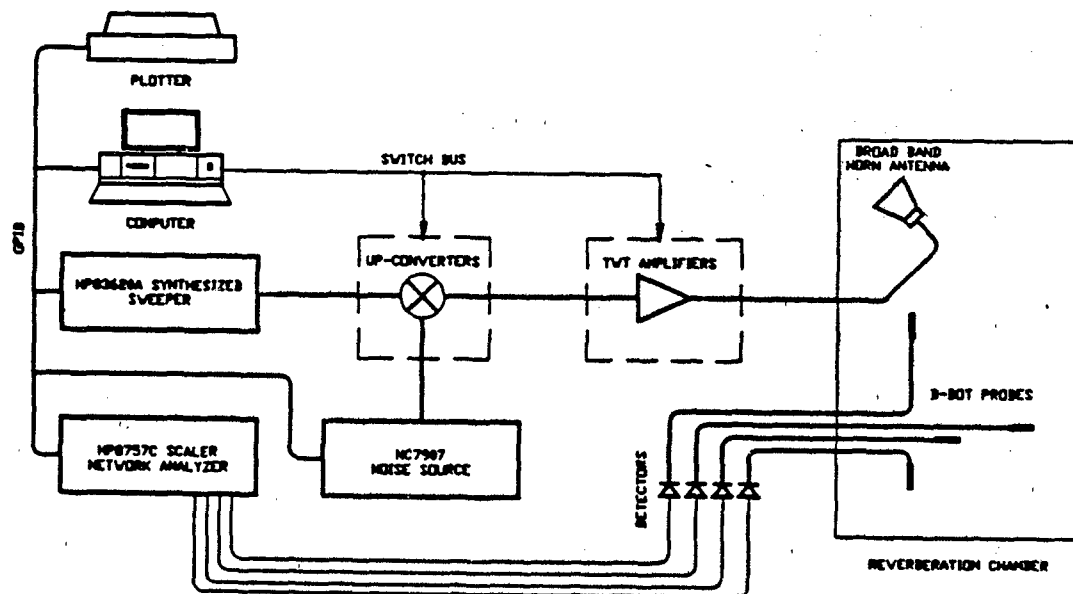 PLOTTER
COMPUTER
GPIB
SWITCH BUS
UP-CONVERTERS
TWT AMPLIFIERS
BROAD BAND
HORN ANTENNA
HP83620A SYNTHESIZED
SWEEPER
HP8757C SCALER
NETWORK ANALYZER
NC7907
NOISE SOURCE
DETECTORS
B-DOT PROBES
REVERBERATION CHAMBER